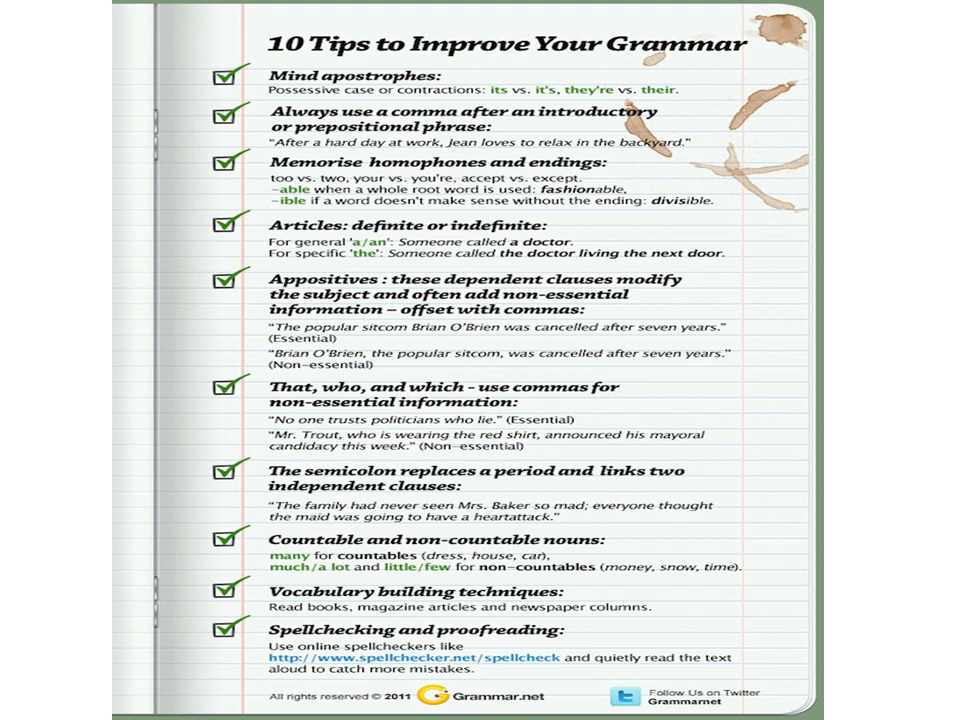 10 Tips to Improve Your Grammar
Mind apostrophes:
Possessive case or contractions: its vs. it's, they're vs. their.
Always use a comma after an introductory
or prepositional phrase:
“After a hard day at work, Jean loves to relax in the backyard.”
Memorise homophones and endings:
too vs. two, your vs. you're, accept vs. except.
–able when a whole root word is used: fashionable,
–ible if a word doesn't make sense without the ending: divisible.
Articles: definite or indefinite:
For general 'a/an': Someone called a doctor.
For specific 'the': Someone called the doctor living the next door.
Appositives : these dependent clauses modify
the subject and often add non-essential
information – offset with commas:
“The popular sitcom Brian O’Brien was cancelled after seven years.”
(Essential)
“Brian O’Brien, the popular sitcom, was cancelled after seven years.”
(Non–essential)
That, who, and which - use commas for
non-essential information:
“No one trusts politicians who lie.” (Essential)
“Mr. Trout, who is wearing the red shirt, announced his mayoral
candidacy this week.” (Non–essential)
The semicolon replaces a period and links two
independent clauses:
“The family had never seen Mrs. Baker so mad; everyone thought
the maid was going to have a heartattack.”
Countable and non-countable nouns:
many for countables (dress, house, car),
much/a lot and little/few for non–countables (money, snow, time).
Vocabulary building techniques:
Read books, magazine articles and newspaper columns.
Spellchecking and proofreading:
Use online spellcheckers like
http://www.spellchecker.net/spellcheck and quietly read the text
aloud to catch more mistakes.
All rights reserved © 2011 Grammar.net
Follow Us on Twitter
Grammarnet